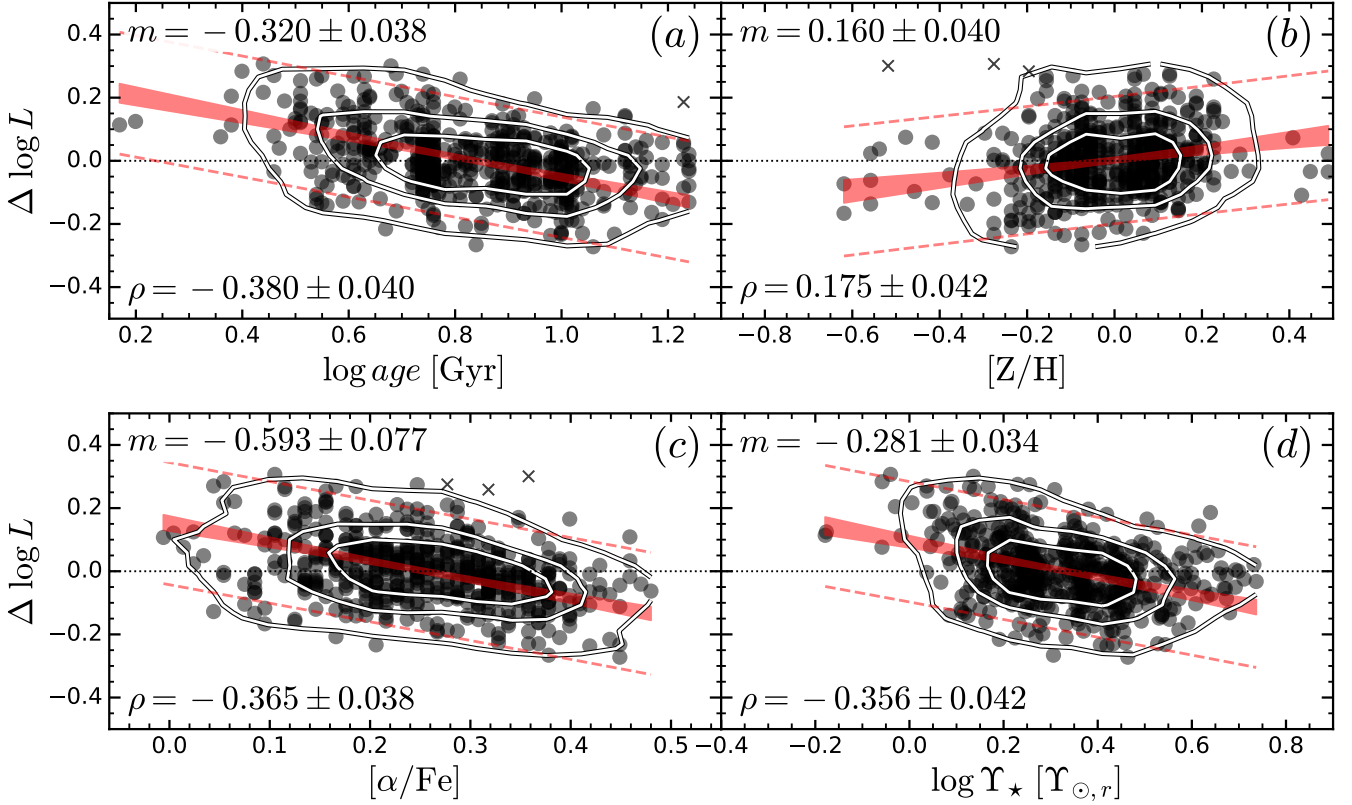 m = − 0.320 ± 0.038
(a)
0.4
0.2
0.0
−0.2
−0.4
Δ log L
ρ = − 0.380 ± 0.040
0.2 0.4 0.6 0.8 1.0 1.2
log age [Gyr]
m = 0.160 ± 0.040
(b)
ρ = 0.175 ± 0.042
−0.8 −0.6 −0.4 −0.2 0.0 0.2 0.4
[Z/H]
m = − 0.593 ± 0.077
(c)
0.4
0.2
0.0
−0.2
−0.4
Δ log L
ρ = − 0.365 ± 0.038
0.0 0.1 0.2 0.3 0.4 0.5
[α/Fe]
m = − 0.281 ± 0.034
(d)
ρ = − 0.356 ± 0.042
−0.4 −0.2 0.0 0.2 0.4 0.6 0.8
log ϒ⋆ [ϒ⊙, r]